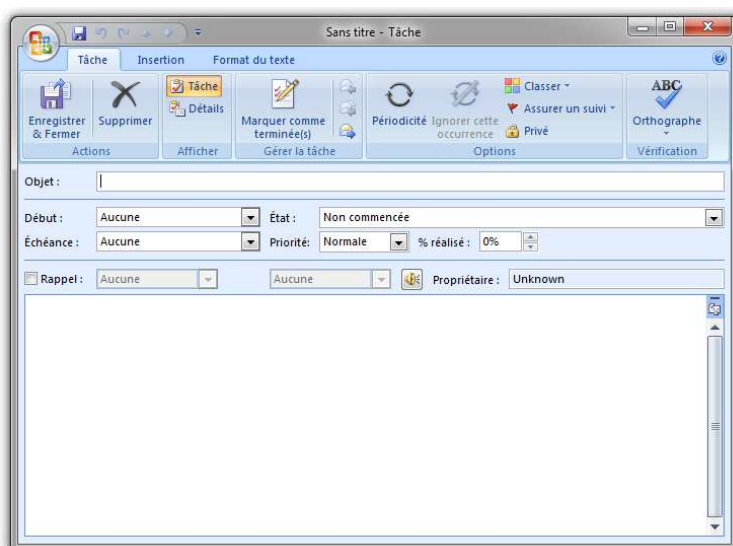 Sans titre - Tâche
Tâche Insertion Format du texte
Enregistrer & Fermer
Supprimer
Tâche
Détails
Marquer comme terminée(s)
Périodicité
Ignorer cette occurrence
Classer
Assurer un suivi
Privé
ABC
Orthographe
Actions Afficher Gérer la tâche Options Vérification
Objet :
Début : Aucune État : Non commencée
Échéance : Aucune Priorité: Normale % réalisé : 0%
Rappel : Aucune Aucune Propriétaire : Unknown